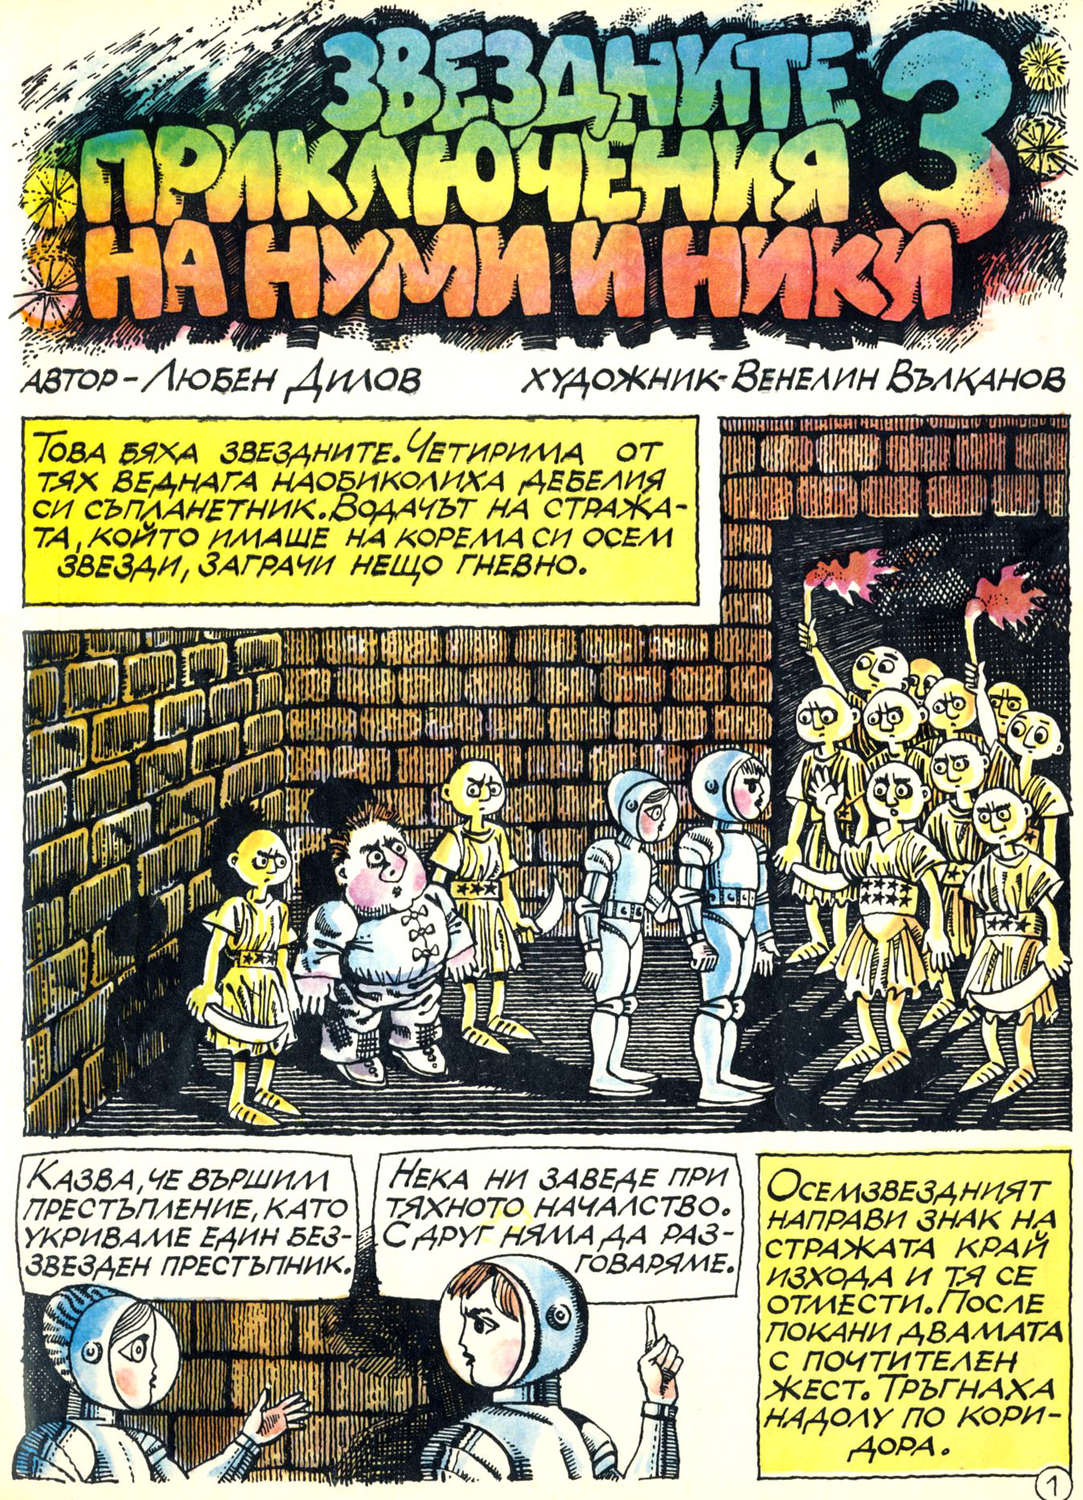 ЗВЕЗДНИТЕ
ПРИКЛЮЧЕНИЯ
НА НУМИ И НИКИ
3
АВТОР - ЛЮБЕН ДИЛОВ
ХУДОЖНИК - ВЕНЕЛИН ВЪЛКАНОВ
ТОВА БЯХА ЗВЕЗДНИТЕ. ЧЕТИРИМА ОТ
ТЯХ ВЕДНАГА НАОБИКОЛИХА ДЕБЕЛИЯ
СИ СЪПЛАНЕТНИК. ВОДАЧЪТ НА СТРАЖА-
ТА, КОЙТО ИМАШЕ НА КОРЕМА СИ ОСЕМ
ЗВЕЗДИ, ЗАГРАЧИ НЕЩО ГНЕВНО.
КАЗВА, ЧЕ ВЪРШИМ
ПРЕСТЪПЛЕНИЕ, КАТО
УКРИВАМЕ ЕДИН БЕЗ-
ЗВЕЗДЕН ПРЕСТЪПНИК.
НЕКА НИ ЗАВЕДЕ ПРИ
ТЯХНОТО НАЧАЛСТВО.
С ДРУГ НЯМА ДА РАЗ-
ГОВАРЯМЕ.
ОСЕМЗВЕЗДНИЯТ
НАПРАВИ ЗНАК НА
СТРАЖАТА КРАЙ
ИЗХОДА И ТЯ СЕ
ОТМЕСТИ. ПОСЛЕ
ПОКАНИ ДВАМАТА
С ПОЧТИТЕЛЕН
ЖЕСТ. ТРЪГНАХА
НАДОЛУ ПО КОРИ-
ДОРА.
1